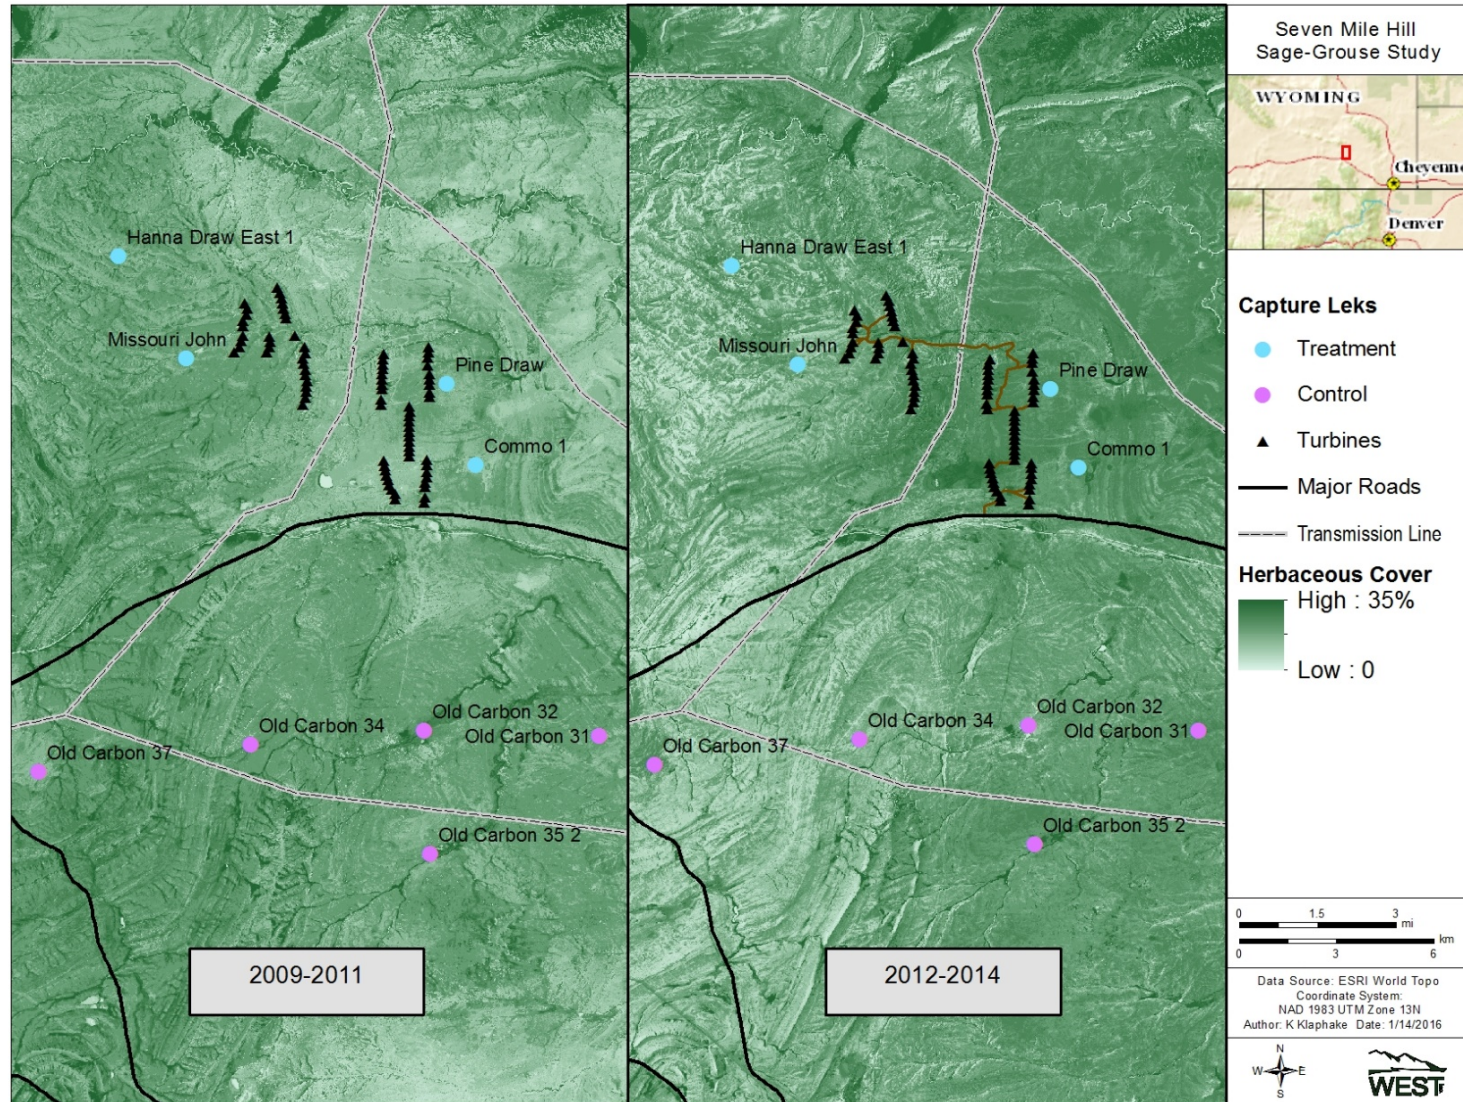 Hanna Draw East 1
Missouri John
Pine Draw
Commo 1
Old Carbon 32
Old Carbon 34
Old Carbon 31
Old Carbon 37
Old Carbon 35 2
2009-2011
Hanna Draw East 1
Missouri John
Pine Draw
Commo 1
Old Carbon 32
Old Carbon 34
Old Carbon 31
Old Carbon 37
Old Carbon 35 2
2012-2014
Seven Mile Hill
Sage-Grouse Study
WYOMING
Cheyenne
Denver
Capture Leks
Treatment
Control
Turbines
Major Roads
Transmission Line
Herbaceous Cover
High : 35%
Low : 0
0 1.5 3
mi
km
0 3 6
Data Source: ESRI World Topo
Coordinate System:
NAD 1983 UTM Zone 13N
Author: K Klaphake Date: 1/14/2016
N
W E
S
WEST